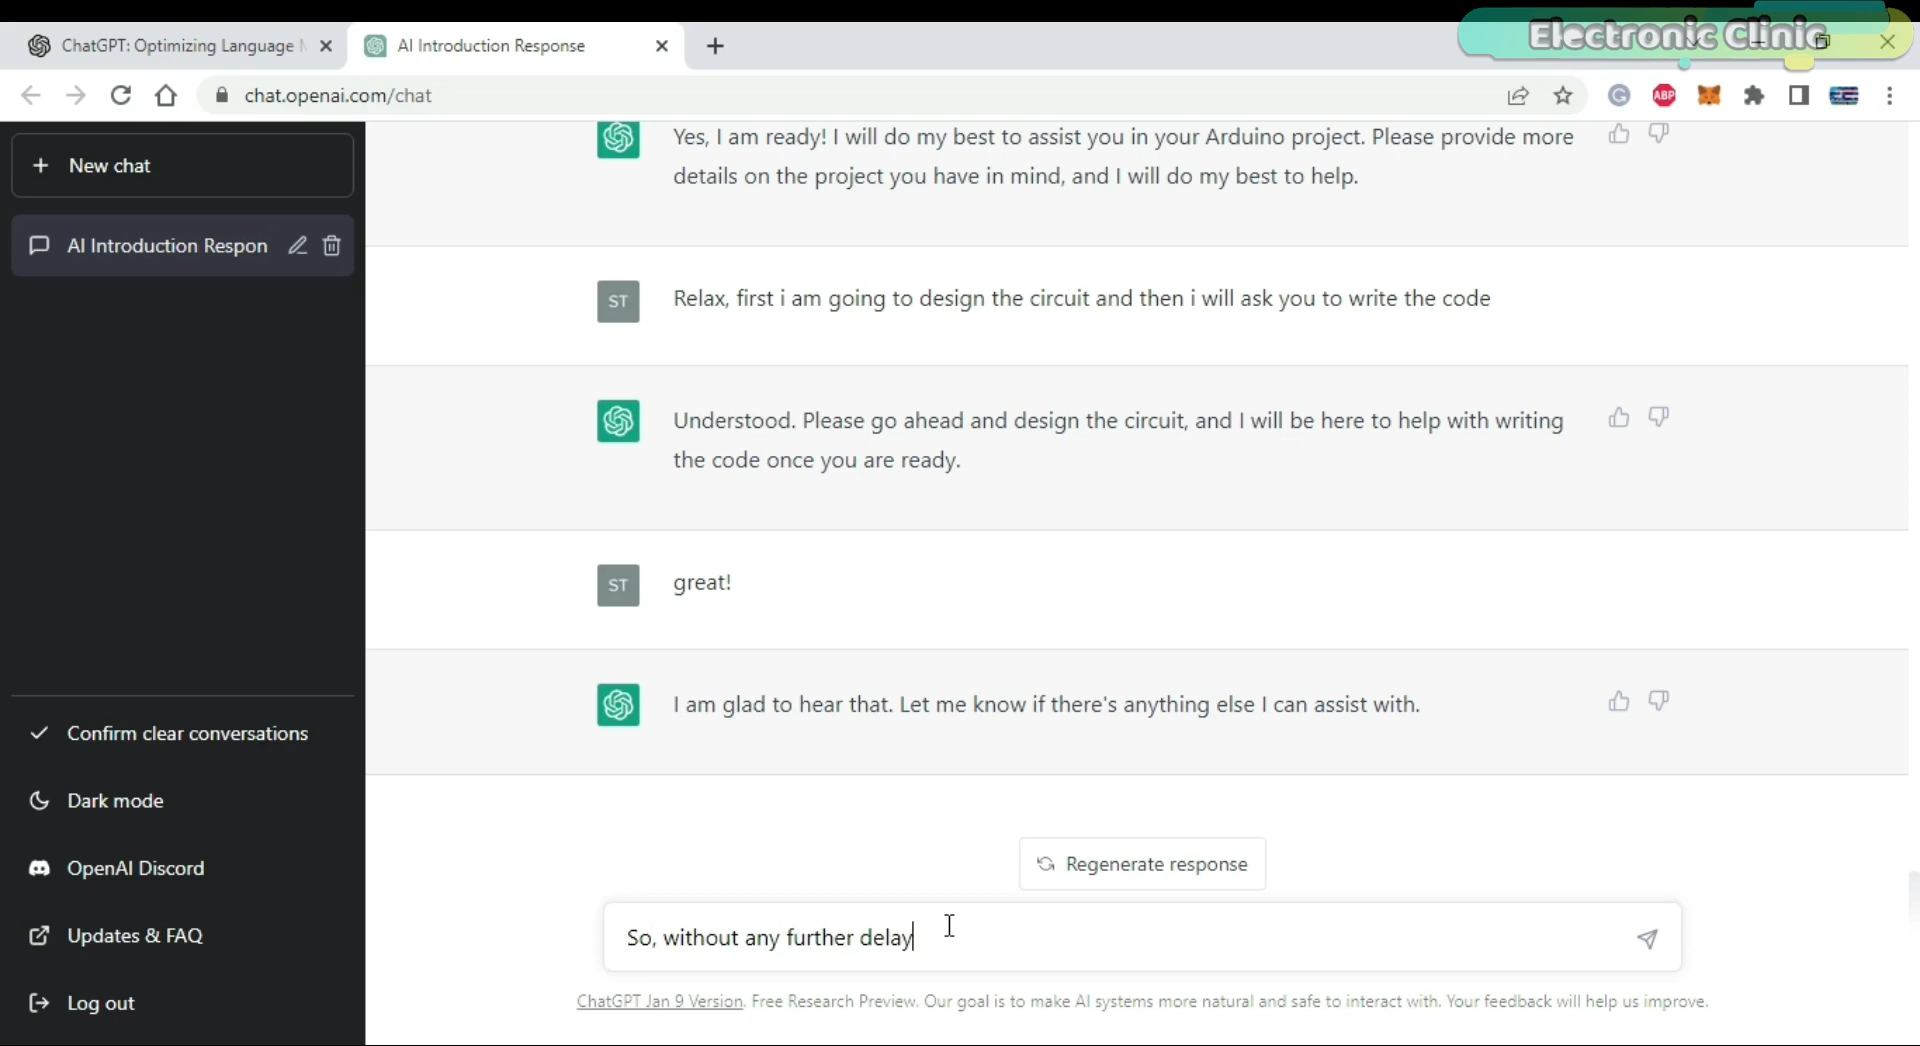 Electronic Clinic
ChatGPT: Optimizing Language
AI Introduction Response
chat.openai.com/chat
ABP
New chat
AI Introduction Respon
Yes, I am ready! I will do my best to assist you in your Arduino project. Please provide more
details on the project you have in mind, and I will do my best to help.
ST
Relax, first i am going to design the circuit and then i will ask you to write the code
Understood. Please go ahead and design the circuit, and I will be here to help with writing
the code once you are ready.
ST
great!
I am glad to hear that. Let me know if there's anything else I can assist with.
Confirm clear conversations
Dark mode
OpenAI Discord
Updates & FAQ
Log out
Regenerate response
So, without any further delay
ChatGPT Jan 9 Version. Free Research Preview. Our goal is to make AI systems more natural and safe to interact with. Your feedback will help us improve.